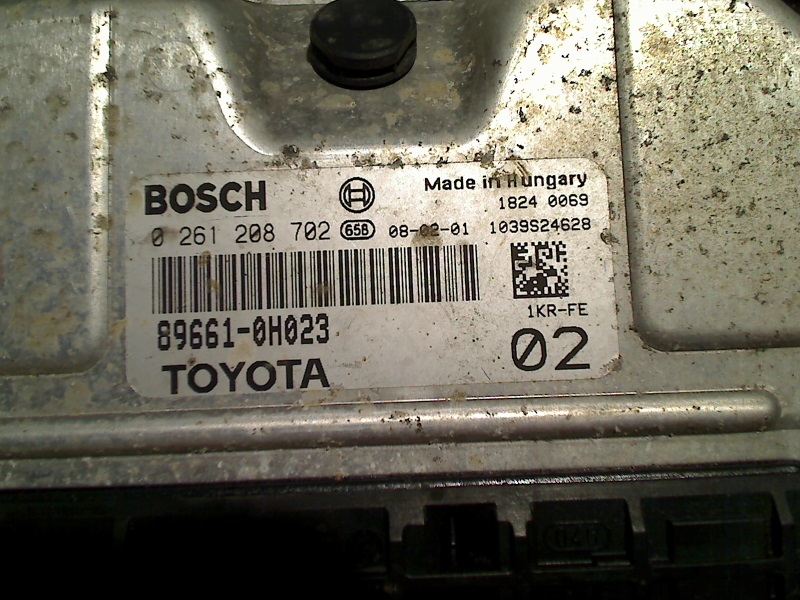 BOSCH Made in Hungary
1824 0069
0 261 208 702 658 08-02-01 1039S24628
89661-0H023 1KR-FE
TOYOTA 02